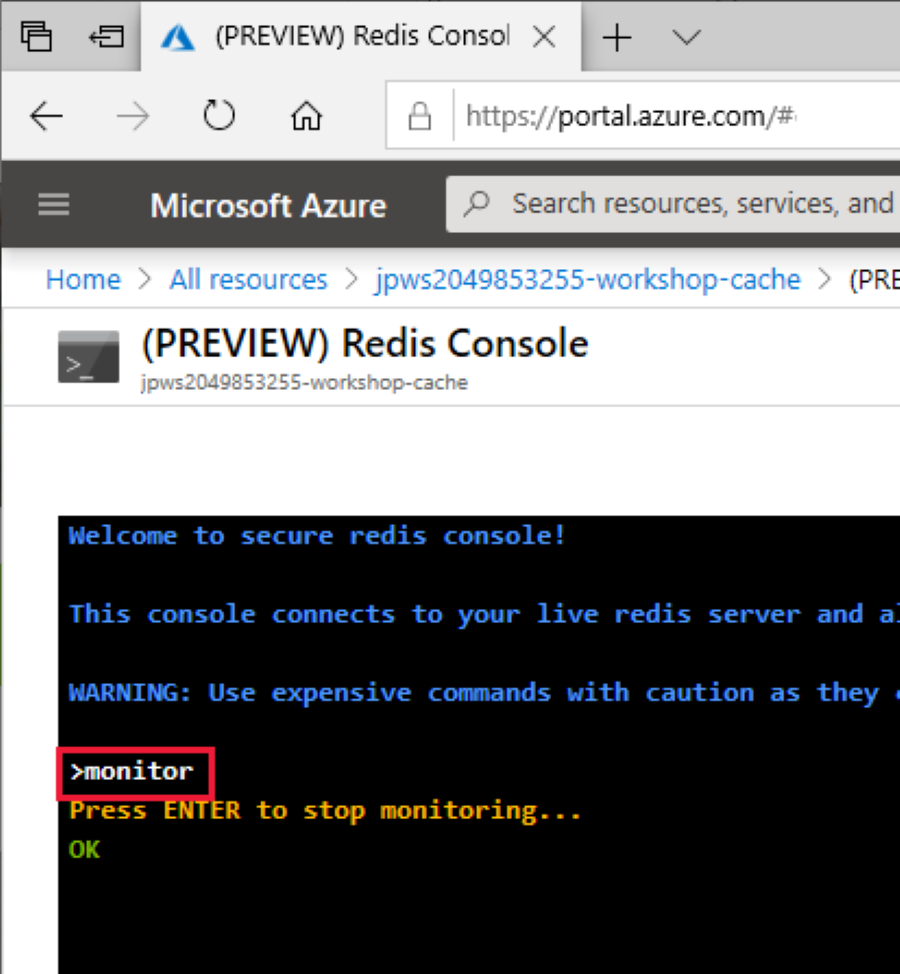 (PREVIEW) Redis Consol
https://portal.azure.com/#
Microsoft Azure
Search resources, services, and
Home > All resources > jpws2049853255-workshop-cache > (PRE
(PREVIEW) Redis Console
jpws2049853255-workshop-cache
Welcome to secure redis console!
This console connects to your live redis server and al
WARNING: Use expensive commands with caution as they
>monitor
Press ENTER to stop monitoring...
OK